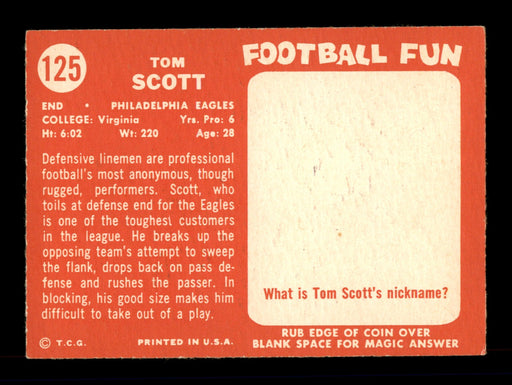 125
TOM
SCOTT
END • PHILADELPHIA EAGLES
COLLEGE: Virginia Yrs. Pro: 6
Ht: 6:02 Wt: 220 Age: 28
Defensive linemen are professional
football's most anonymous, though
rugged, performers. Scott, who
toils at defense end for the Eagles
is one of the toughest customers
in the league. He breaks up the
opposing team's attempt to sweep
the flank, drops back on pass de-
fense and rushes the passer. In
blocking, his good size makes him
difficult to take out of a play.
© T.C.G. PRINTED IN U.S.A.
FOOTBALL FUN
What is Tom Scott's nickname?
RUB EDGE OF COIN OVER
BLANK SPACE FOR MAGIC ANSWER